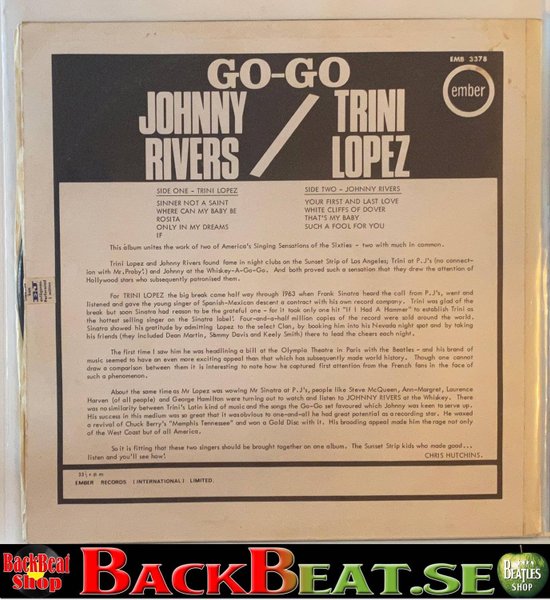 EMB 3378
ember
GO-GO
JOHNNY RIVERS / TRINI LOPEZ
SIDE ONE - TRINI LOPEZ
SINNER NOT A SAINT
WHERE CAN MY BABY BE
ROSITA
ONLY IN MY DREAMS
IF
SIDE TWO - JOHNNY RIVERS
YOUR FIRST AND LAST LOVE
WHITE CLIFFS OF DOVER
THAT'S MY BABY
SUCH A FOOL FOR YOU
This album unites the work of two of America's Singing Sensations of the Sixties - two with much in common.
Trini Lopez and Johnny Rivers found fame in night clubs on the Sunset Strip of Los Angeles; Trini at P.J's (no connec-
tion with Mr. Proby!) and Johnny at the Whiskey-A-Go-Go. And both proved such a sensation that they drew the attention of
Hollywood stars who subsequently patronised them.
For TRINI LOPEZ the big break came half way through 1963 when Frank Sinatra heard the call from P.J's, went and
listened and gave the young singer of Spanish-Mexican descent a contract with his own record company. Trini was glad of the
break but soon Sinatra had reason to be the grateful one - for it took only one hit "If I Had A Hammer" to establish Trini as
the hottest selling singer on the Sinatra label! Four-and-a-half million copies of the record were sold around the world.
Sinatra showed his gratitude by admitting Lopez to the select Clan, by booking him into his Nevada night spot and by taking
his friends (they included Dean Martin, Sammy Davis and Keely Smith) there to lead the cheers each night.
The first time I saw him he was headlining a bill at the Olympia Theatre in Paris with the Beatles - and his brand of
music seemed to have an even more exciting appeal than that which has subsequently made world history. Though one cannot
draw a comparison between them it is interesting to note how he captured first attention from the French fans in the face of
such a phenomenon.
About the same time as Mr Lopez was wowing Mr Sinatra at P.J's, people like Steve McQueen, Ann-Margret, Laurence
Harven (of all people) and George Hamilton were turning out to watch and listen to JOHNNY RIVERS at the Whiskey. There
was no similarity between Trini's Latin kind of music and the songs the Go-Go set favoured which Johnny was keen to serve up.
His success in this medium was so great that it was obvious to one-and-all he had great potential as a recording star. He waxed
a revival of Chuck Berry's "Memphis Tennessee" and won a Gold Disc with it. His brooding appeal made him the rage not only
of the West Coast but of all America.
So it is fitting that these two singers should be brought together on one album. The Sunset Strip kids who made good...
listen and you'll see how!
CHRIS HUTCHINS.
33⅓ r.p.m
EMBER RECORDS (INTERNATIONAL) LIMITED.
BackBeat Shop
BACKBEAT.SE
BEATLES SHOP